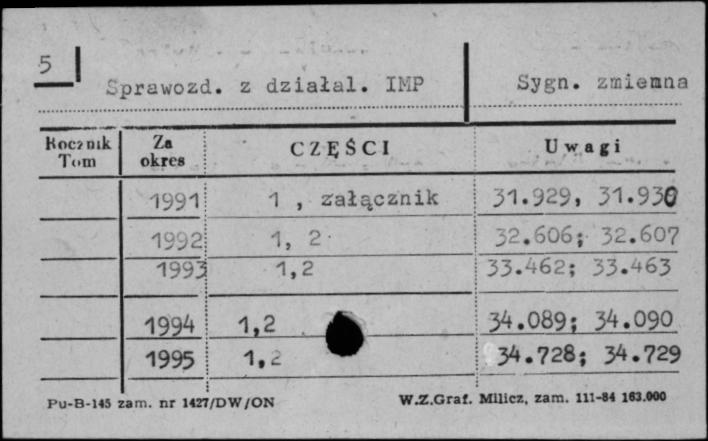 5
Sprawozd. z działal. IMP Sygn. zmienna
Rocznik Tom Za okres CZĘŚCI Uwagi
1991 1 , załącznik 31.929, 31.930
1992 1, 2 32.606; 32.607
1993 1,2 33.462; 33.463
1994 1,2 34.089; 34.090
1995 1,2 34.728; 34.729
Pu-B-145 zam. nr 1427/DW/ON W.Z.Graf. Milicz, zam. 111-84 163.000